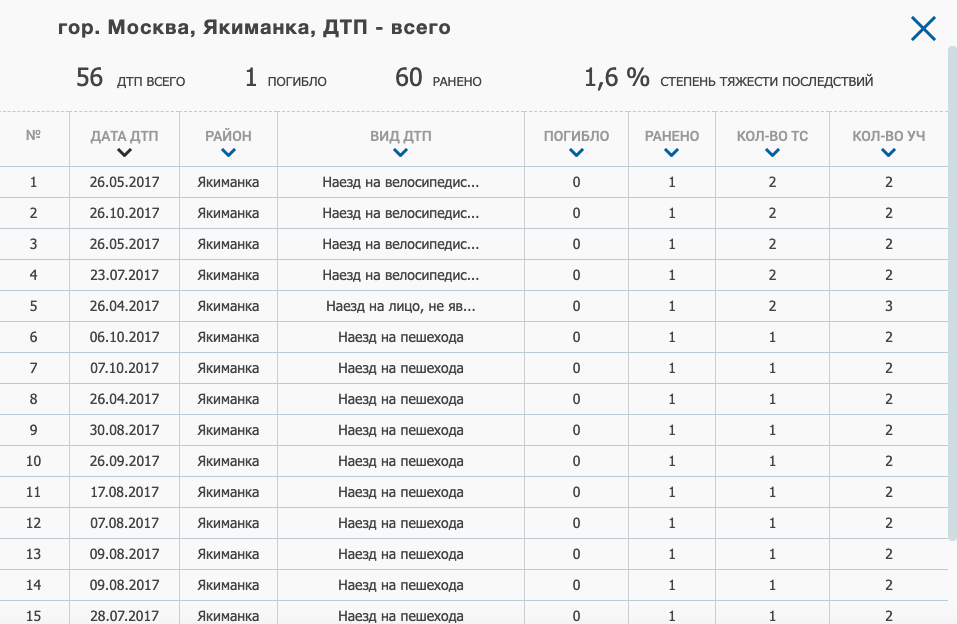 гор. Москва, Якиманка, ДТП - всего
56 ДТП ВСЕГО 1 ПОГИБЛО 60 РАНЕНО 1,6 % СТЕПЕНЬ ТЯЖЕСТИ ПОСЛЕДСТВИЙ
№ ДАТА ДТП РАЙОН ВИД ДТП ПОГИБЛО РАНЕНО КОЛ-ВО ТС КОЛ-ВО УЧ
1 26.05.2017 Якиманка Наезд на велосипедис... 0 1 2 2
2 26.10.2017 Якиманка Наезд на велосипедис... 0 1 2 2
3 26.05.2017 Якиманка Наезд на велосипедис... 0 1 2 2
4 23.07.2017 Якиманка Наезд на велосипедис... 0 1 2 2
5 26.04.2017 Якиманка Наезд на лицо, не яв... 0 1 2 3
6 06.10.2017 Якиманка Наезд на пешехода 0 1 1 2
7 07.10.2017 Якиманка Наезд на пешехода 0 1 1 2
8 26.04.2017 Якиманка Наезд на пешехода 0 1 1 2
9 30.08.2017 Якиманка Наезд на пешехода 0 1 1 2
10 26.09.2017 Якиманка Наезд на пешехода 0 1 1 2
11 17.08.2017 Якиманка Наезд на пешехода 0 1 1 2
12 07.08.2017 Якиманка Наезд на пешехода 0 1 1 2
13 09.08.2017 Якиманка Наезд на пешехода 0 1 1 2
14 09.08.2017 Якиманка Наезд на пешехода 0 1 1 2
15 28.07.2017 Якиманка Наезд на пешехода 0 1 1 2